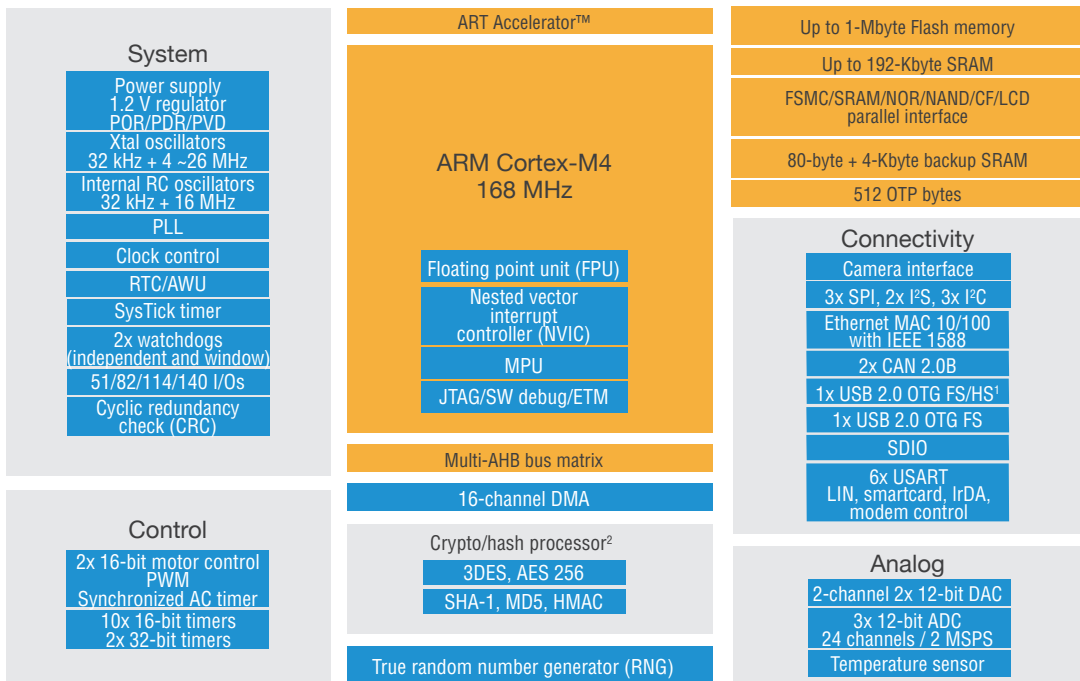 System
Power supply
1.2 V regulator
POR/PDR/PVD
Xtal oscillators
32 kHz + 4 ~26 MHz
Internal RC oscillators
32 kHz + 16 MHz
PLL
Clock control
RTC/AWU
SysTick timer
2x watchdogs
(independent and window)
51/82/114/140 I/Os
Cyclic redundancy
check (CRC)
Control
2x 16-bit motor control
PWM
Synchronized AC timer
10x 16-bit timers
2x 32-bit timers
ART Accelerator™
ARM Cortex-M4
168 MHz
Floating point unit (FPU)
Nested vector
interrupt
controller (NVIC)
MPU
JTAG/SW debug/ETM
Multi-AHB bus matrix
16-channel DMA
Crypto/hash processor²
3DES, AES 256
SHA-1, MD5, HMAC
True random number generator (RNG)
Up to 1-Mbyte Flash memory
Up to 192-Kbyte SRAM
FSMC/SRAM/NOR/NAND/CF/LCD
parallel interface
80-byte + 4-Kbyte backup SRAM
512 OTP bytes
Connectivity
Camera interface
3x SPI, 2x I²S, 3x I²C
Ethernet MAC 10/100
with IEEE 1588
2x CAN 2.0B
1x USB 2.0 OTG FS/HS¹
1x USB 2.0 OTG FS
SDIO
6x USART
LIN, smartcard, IrDA,
modem control
Analog
2-channel 2x 12-bit DAC
3x 12-bit ADC
24 channels / 2 MSPS
Temperature sensor